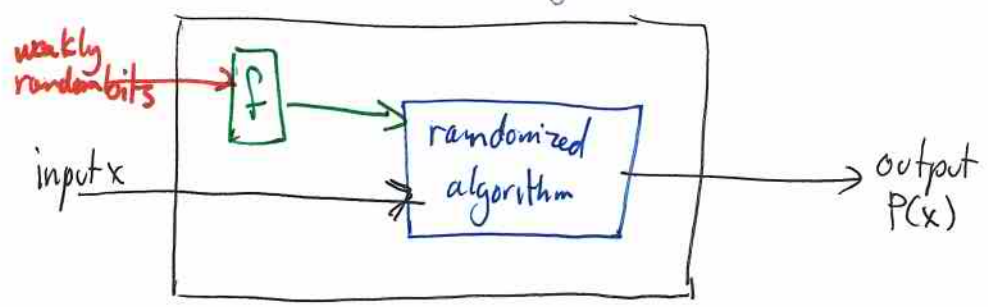 weakly
random bits
f
randomized
algorithm
input x
output
P(x)